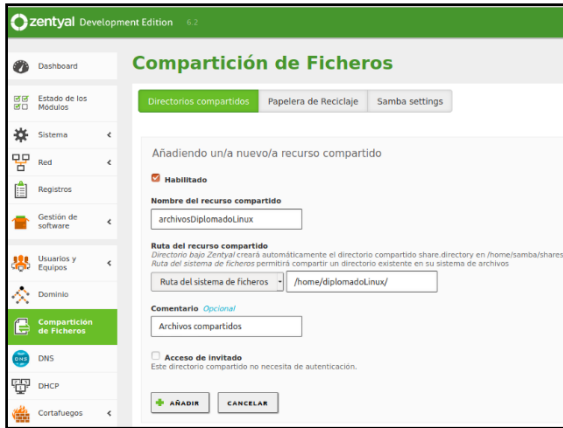 zentyal Development Edition 6.2
Dashboard
Estado de los
Módulos
Sistema
Red
Registros
Gestión de
software
Usuarios y
Equipos
Dominio
Compartición
de Ficheros
DNS
DHCP
Cortafuegos
Compartición de Ficheros
Directorios compartidos
Papelera de Reciclaje
Samba settings
Añadiendo un/a nuevo/a recurso compartido
Habilitado
Nombre del recurso compartido
archivosDiplomadoLinux
Ruta del recurso compartido
Directorio bajo Zentyal creará automáticamente el directorio compartido share.directory en /home/samba/shares
Ruta del sistema de ficheros permitirá compartir un directorio existente en su sistema de archivos
Ruta del sistema de ficheros
/home/diplomadoLinux/
Comentario Opcional
Archivos compartidos
Acceso de invitado
Este directorio compartido no necesita de autenticación.
AÑADIR
CANCELAR